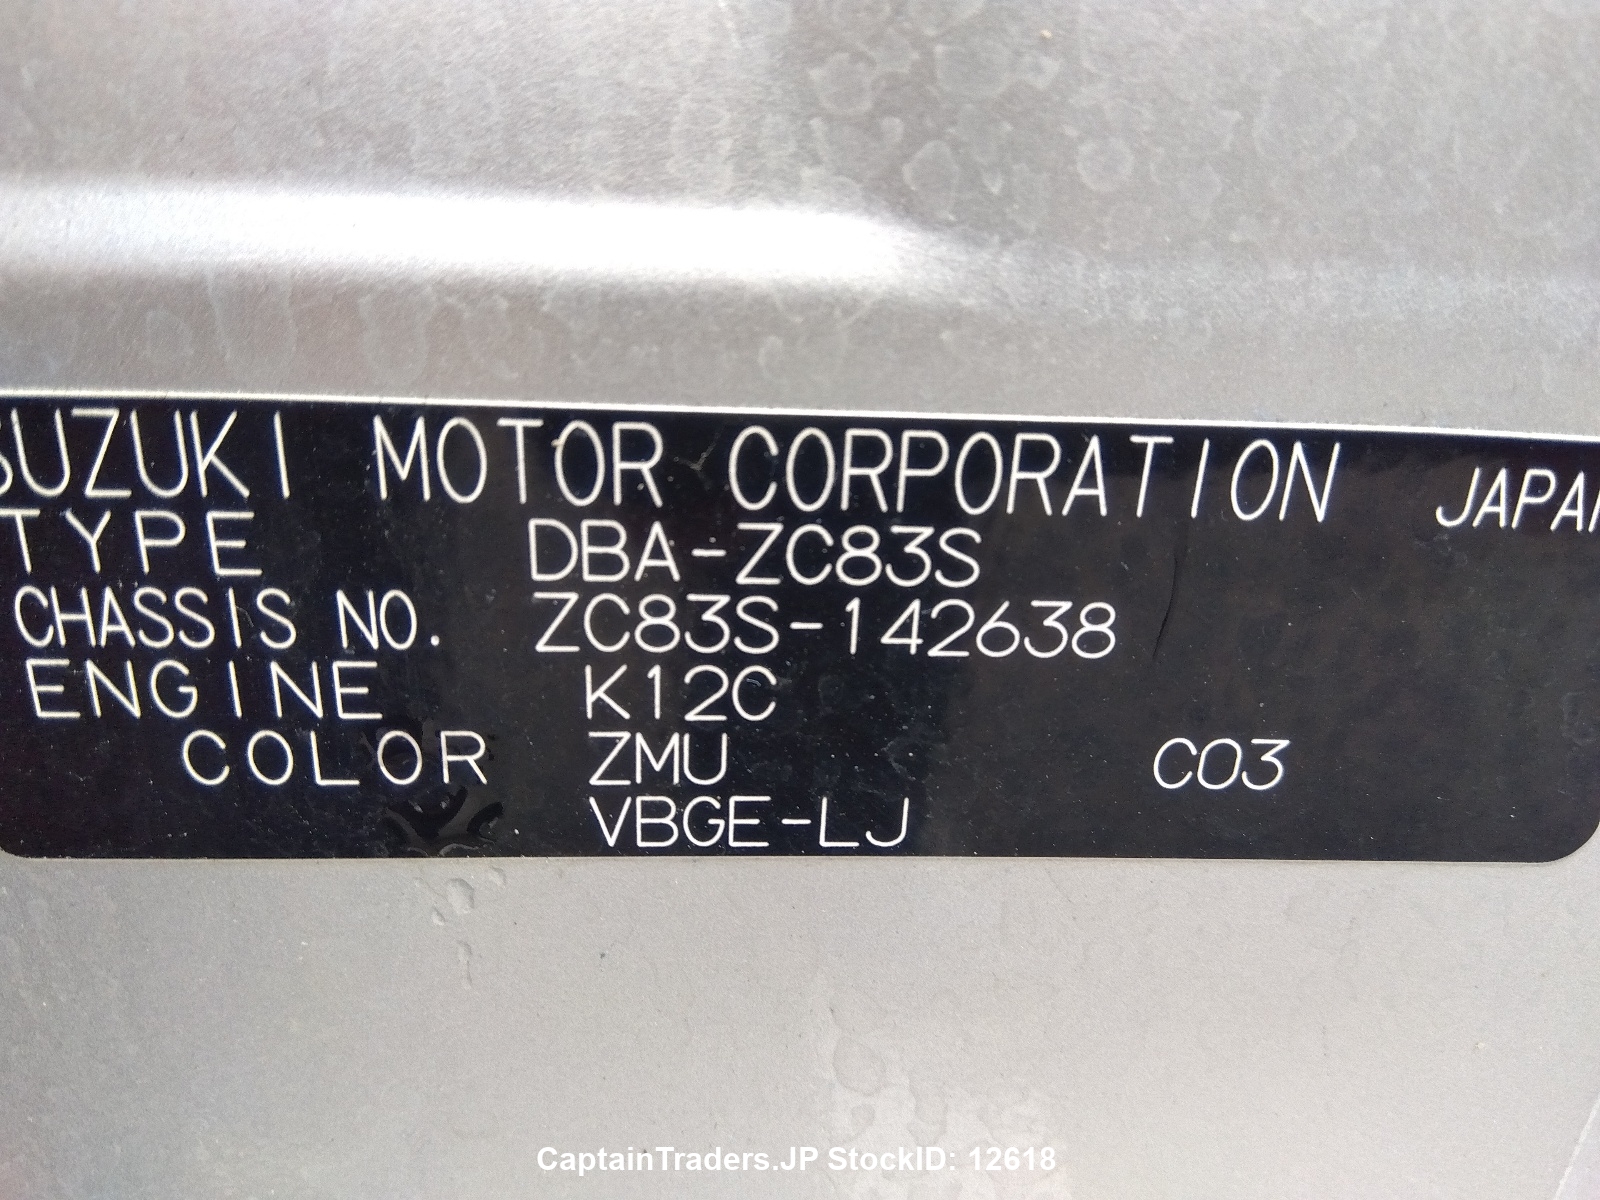 SUZUKI MOTOR CORPORATION JAPAN
TYPE DBA-ZC83S
CHASSIS NO. ZC83S-142638
ENGINE K12C
COLOR ZMU C03
VBGE-LJ
CaptainTraders.JP StockID: 12618